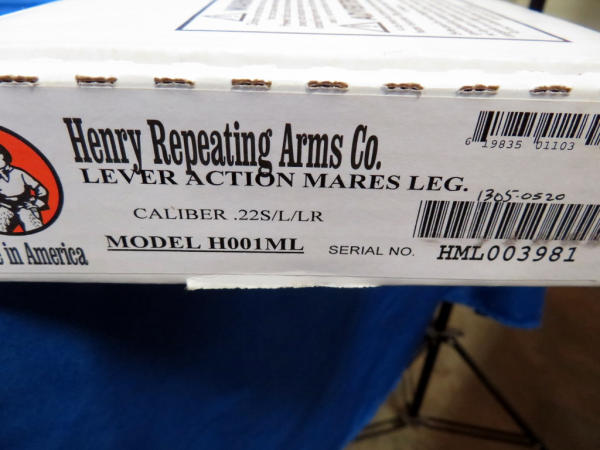 Henry Repeating Arms Co.
LEVER ACTION MARES LEG.
CALIBER .22S/L/LR
MODEL H001ML
SERIAL NO. HML003981
6 19835 01103
1305-0520
in America